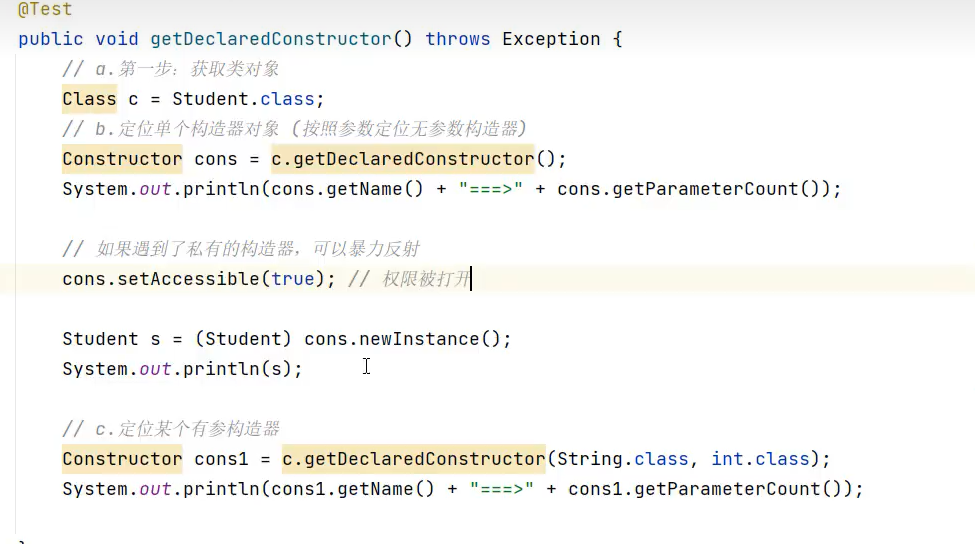 @Test
public void getDeclaredConstructor() throws Exception {
// a.第一步：获取类对象
Class c = Student.class;
// b.定位单个构造器对象 (按照参数定位无参数构造器)
Constructor cons = c.getDeclaredConstructor();
System.out.println(cons.getName() + "===>" + cons.getParameterCount());
// 如果遇到了私有的构造器，可以暴力反射
cons.setAccessible(true); // 权限被打开
Student s = (Student) cons.newInstance();
System.out.println(s);
// c.定位某个有参构造器
Constructor cons1 = c.getDeclaredConstructor(String.class, int.class);
System.out.println(cons1.getName() + "===>" + cons1.getParameterCount());